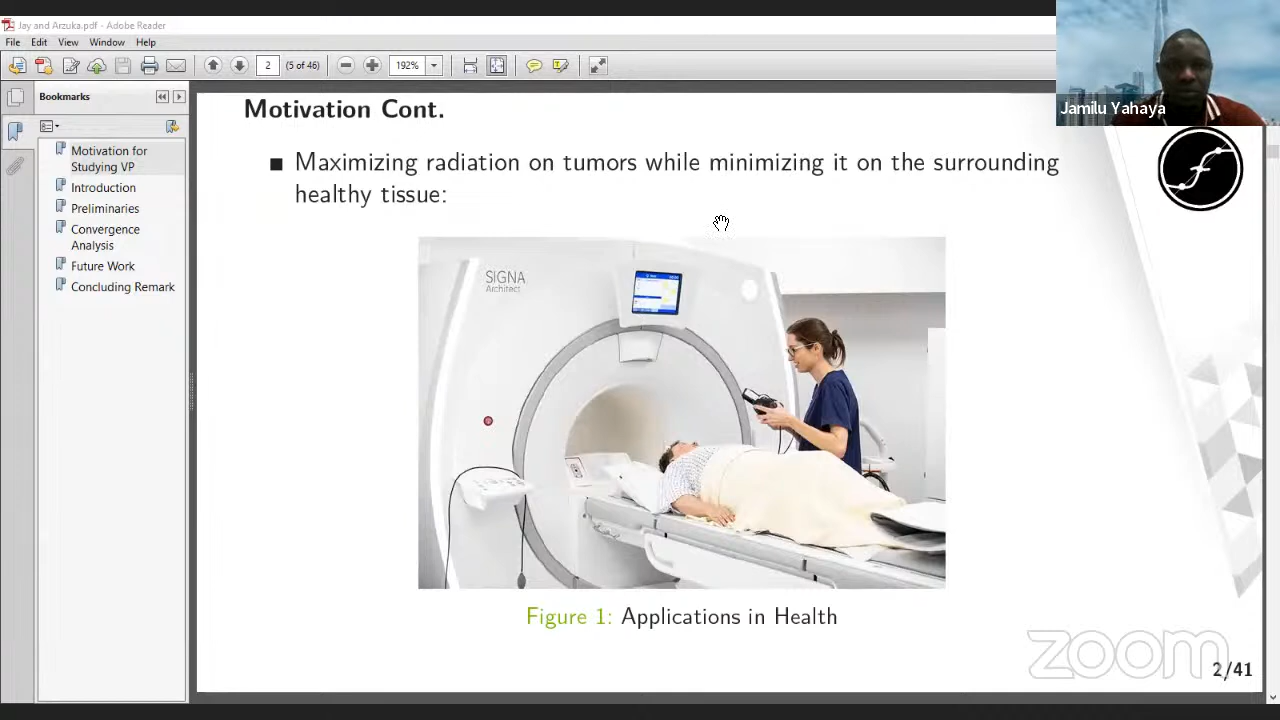 Jay and Arzuka.pdf - Adobe Reader
File Edit View Window Help
2 (5 of 46) 192%
Jamilu Yahaya
Bookmarks
Motivation for
Studying VP
Introduction
Preliminaries
Convergence
Analysis
Future Work
Concluding Remark
Motivation Cont.
Maximizing radiation on tumors while minimizing it on the surrounding
healthy tissue:
SIGNA
Architect
Figure 1: Applications in Health
zoom
2/41